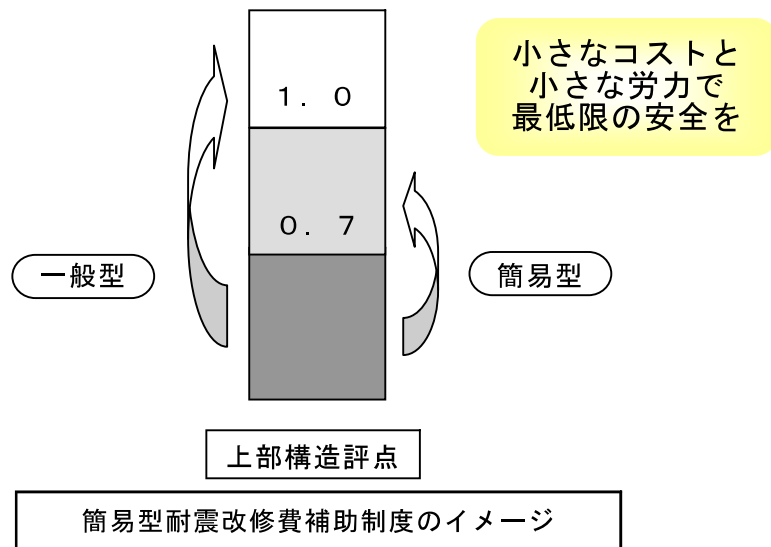 小さなコストと
小さな労力で
最低限の安全を
１．０
０．７
一般型
簡易型
上部構造評点
簡易型耐震改修費補助制度のイメージ